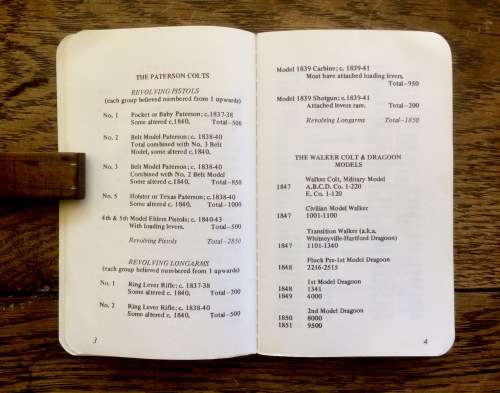 THE PATERSON COLTS
REVOLVING PISTOLS
(each group believed numbered from 1 upwards)
No. 1 Pocket or Baby Paterson; c.1837-38
Some altered c.1840, Total-500
No. 2 Belt Model Paterson; c. 1838-40
Total combined with No. 3 Belt
Model, some altered c.1840,
No. 3 Belt Model Paterson; c. 1838-40
Combined with No. 2 Belt Model
Some altered c.1840, Total-850
No. 5 Holster or Texas Paterson; c.1838-40
Some altered c. 1840, Total-1000
4th & 5th Model Ehlers Pistols; c. 1840-43
With loading levers, Total-500
Revolving Pistols Total-2850
REVOLVING LONGARMS
(each group believed numbered from 1 upwards)
No. 1 Ring Lever Rifle; c. 1837-38
Some altered c. 1840, Total-200
No. 2 Ring Lever Rifle; c. 1838-40
Some altered c. 1840, Total-500
3
Model 1839 Carbine; c. 1839-41
Most have attached loading levers,
Total-950
Model 1839 Shotgun; c.1839-41
Attached levers rare, Total-200
Revolving Longarms Total-1850
THE WALKER COLT & DRAGOON
MODELS
Walker Colt, Military Model
1847 A.B.C.D. Co. 1-220
E. Co. 1-120
Civilian Model Walker
1847 1001-1100
Transition Walker (a.k.a.
Whitneyville-Hartford Dragoon)
1847 1101-1340
Fluck Pre-1st Model Dragoon
1848 2216-2515
1st Model Dragoon
1848 1341
1849 4000
2nd Model Dragoon
1850 8000
1851 9500
4